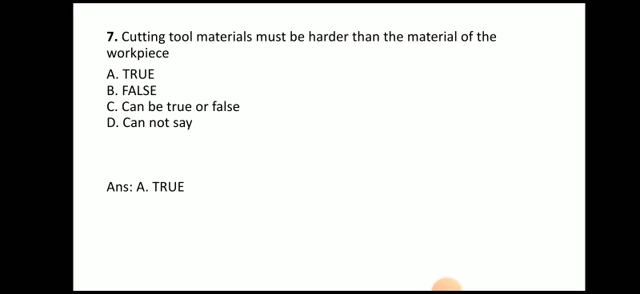 7. Cutting tool materials must be harder than the material of the
workpiece
A. TRUE
B. FALSE
C. Can be true or false
D. Can not say
Ans: A. TRUE